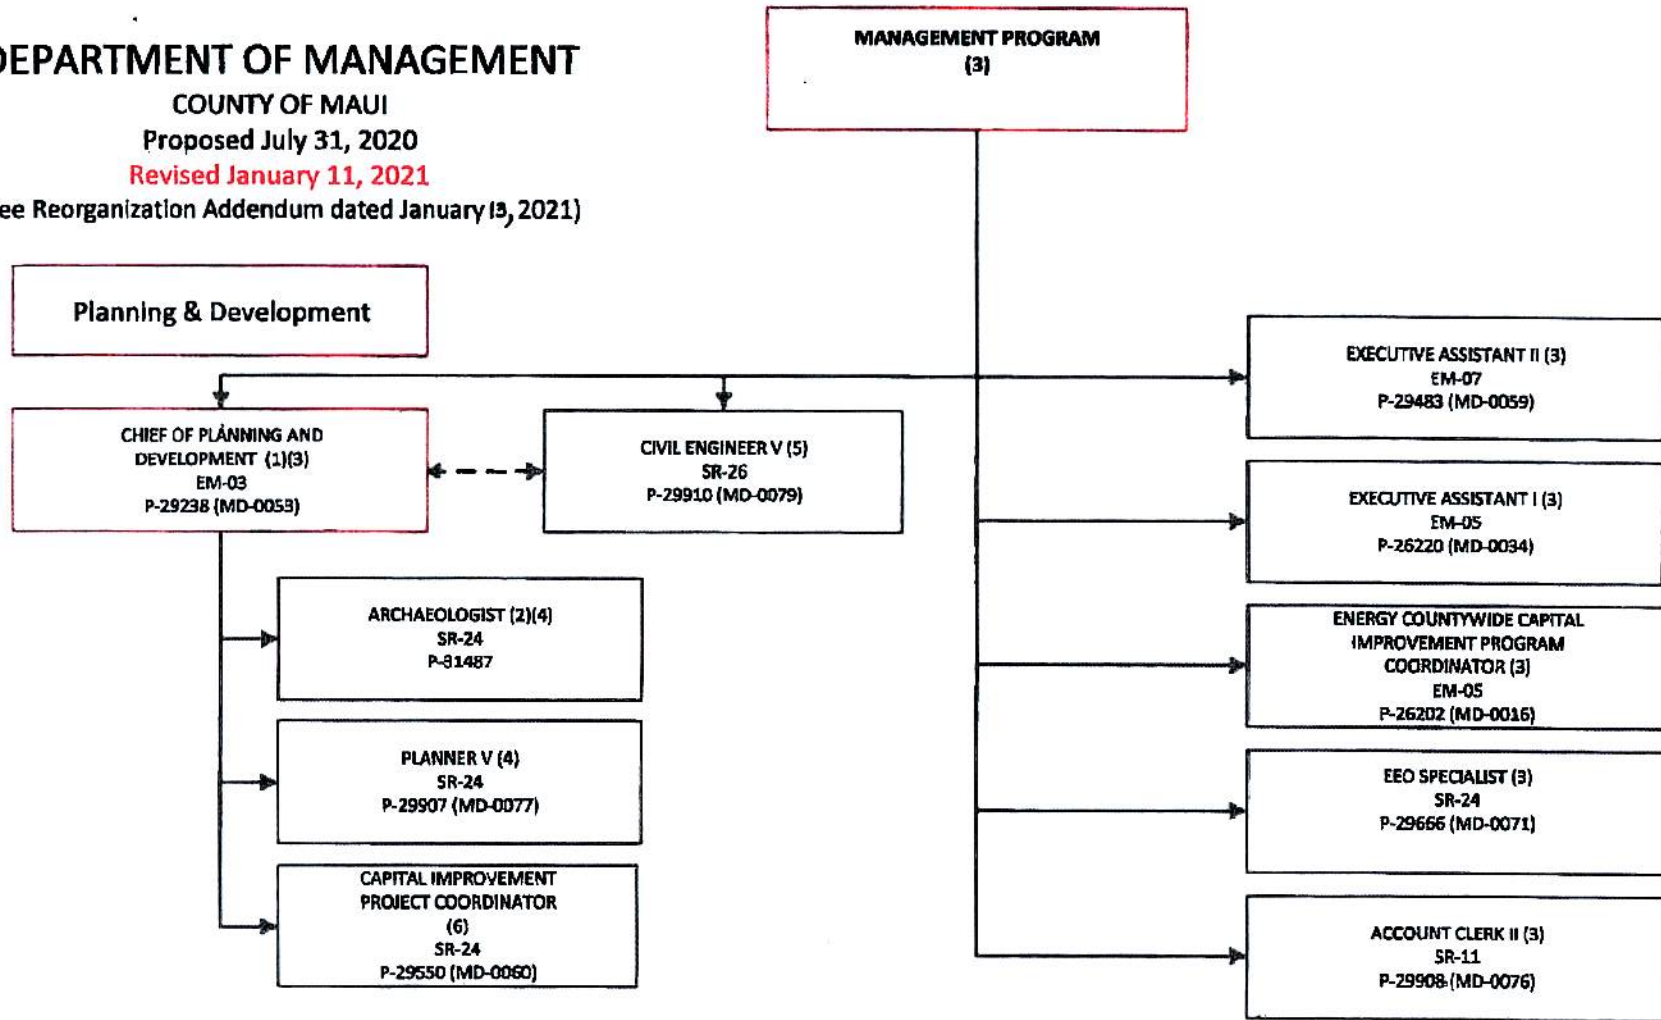 DEPARTMENT OF MANAGEMENT
COUNTY OF MAUI
Proposed July 31, 2020
Revised January 11, 2021
ee Reorganization Addendum dated January 13, 2021)
MANAGEMENT PROGRAM
(3)
Planning & Development
CHIEF OF PLANNING AND
DEVELOPMENT (1)(3)
EM-03
P-29238 (MD-0053)
CIVIL ENGINEER V (5)
SR-26
P-29910 (MD-0079)
ARCHAEOLOGIST (2)(4)
SR-24
P-31487
PLANNER V (4)
SR-24
P-29907 (MD-0077)
CAPITAL IMPROVEMENT
PROJECT COORDINATOR
(6)
SR-24
P-29550 (MD-0060)
EXECUTIVE ASSISTANT II (3)
EM-07
P-29483 (MD-0059)
EXECUTIVE ASSISTANT I (3)
EM-05
P-26220 (MD-0034)
ENERGY COUNTYWIDE CAPITAL
IMPROVEMENT PROGRAM
COORDINATOR (3)
EM-05
P-26202 (MD-0016)
EEO SPECIALIST (3)
SR-24
P-29666 (MD-0071)
ACCOUNT CLERK II (3)
SR-11
P-29908 (MD-0076)